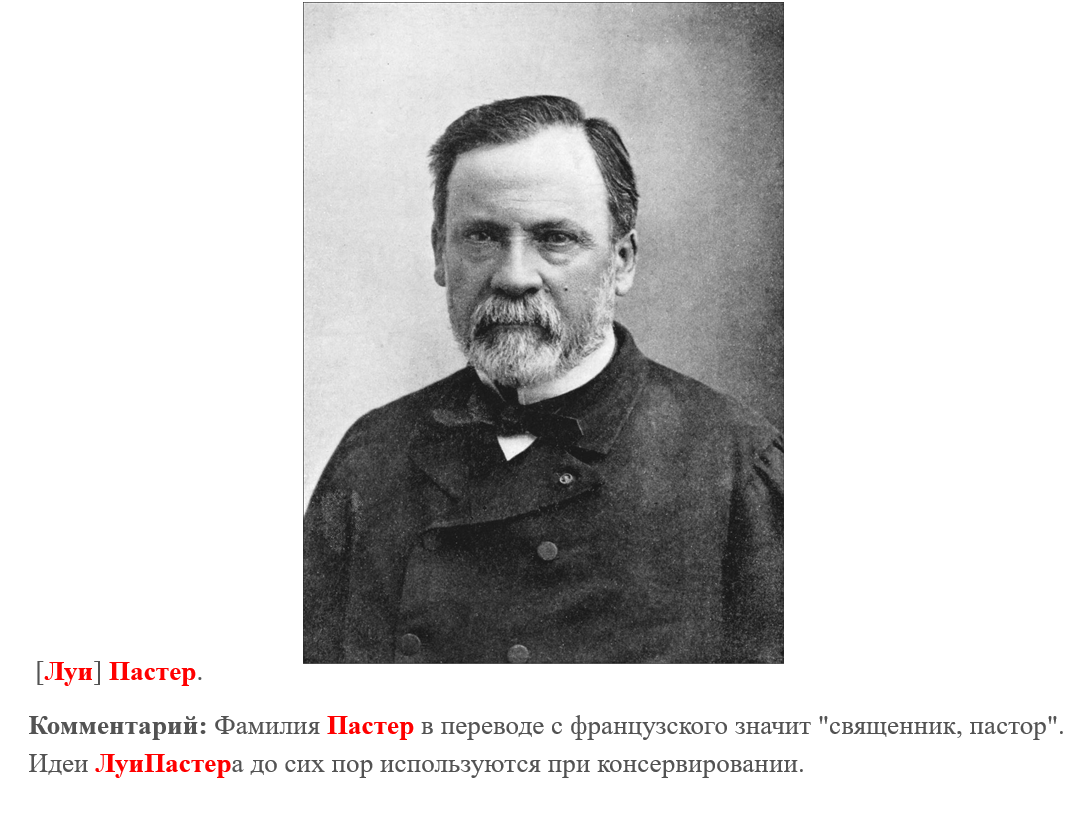 [Луи] Пастер.
Комментарий: Фамилия Пастер в переводе с французского значит "священник, пастор".
Идеи ЛуиПастера до сих пор используются при консервировании.